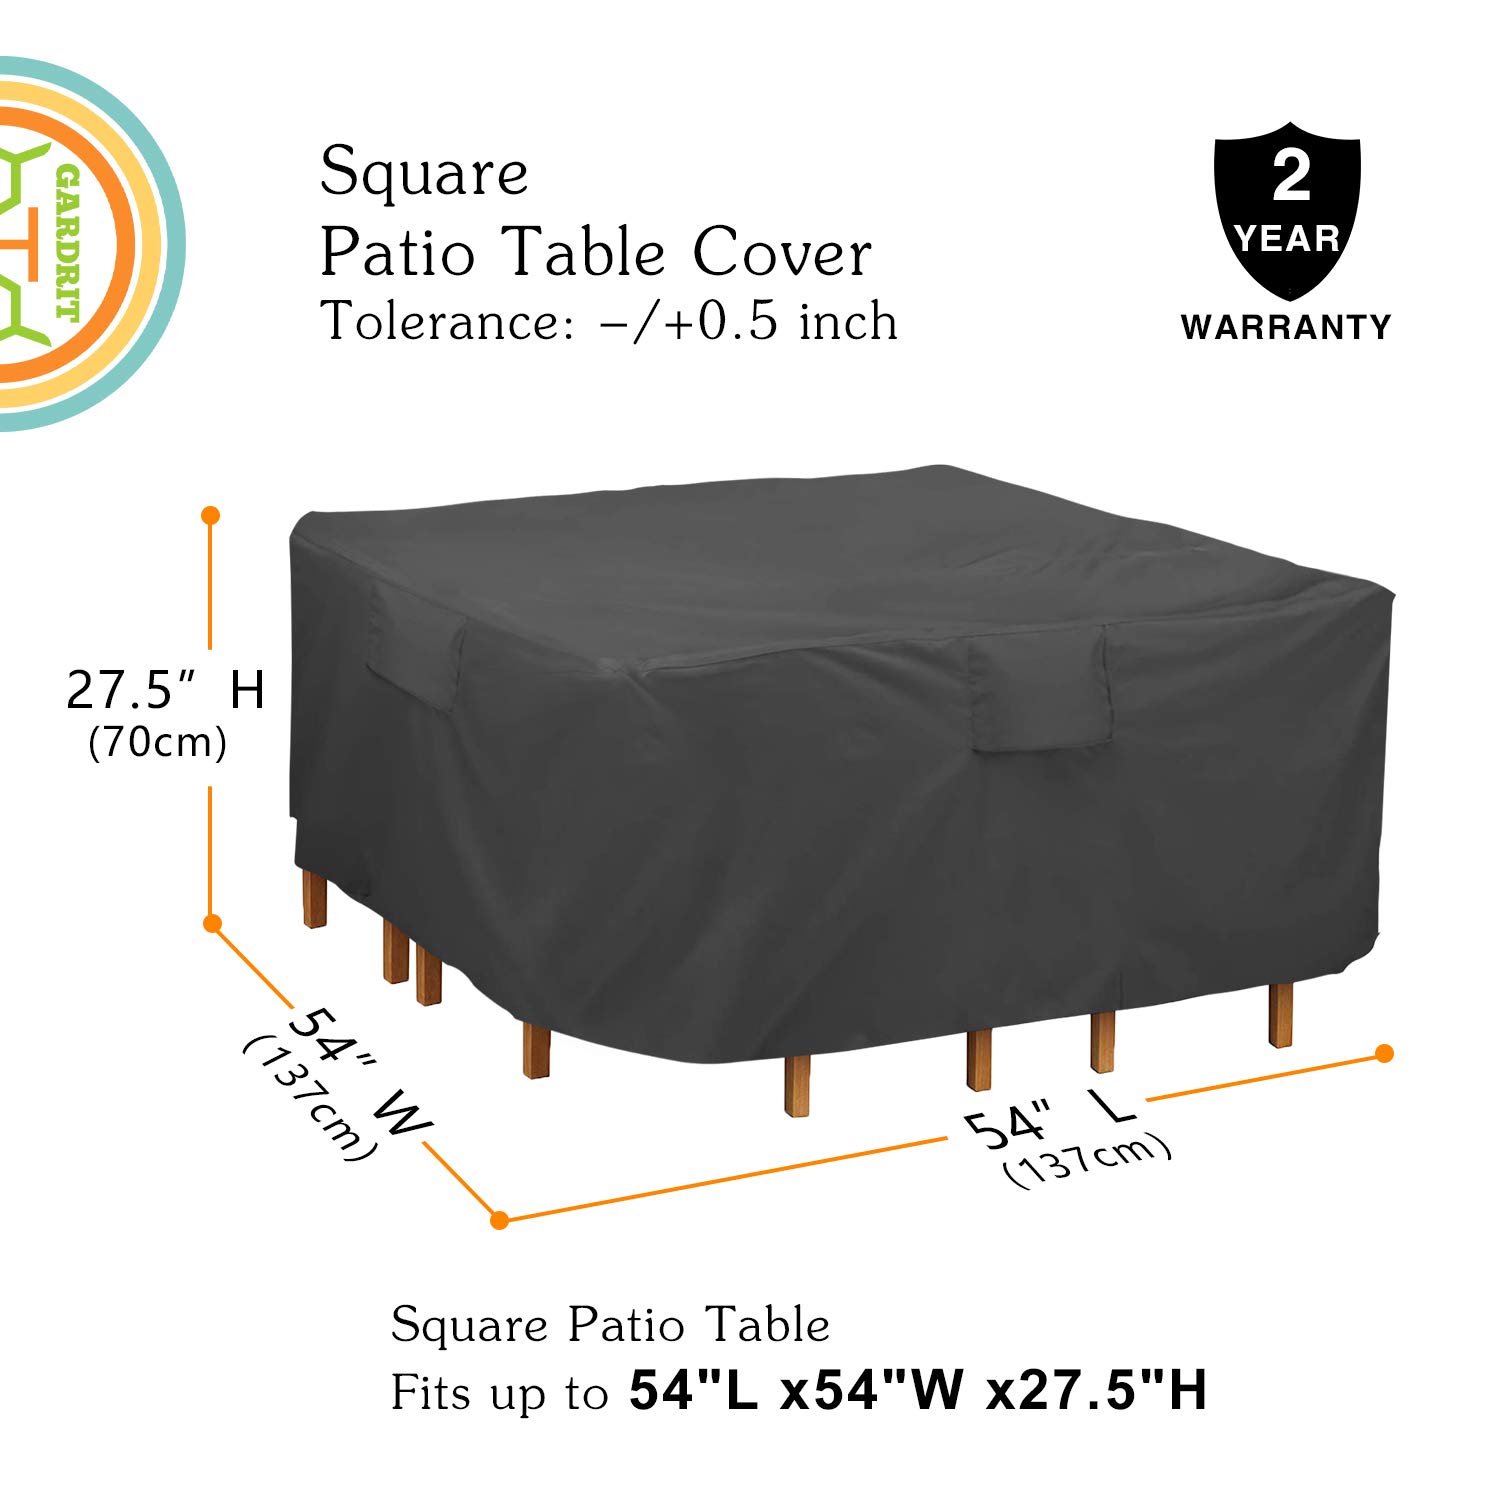 GARDRIT
Square
Patio Table Cover
Tolerance: –/+0.5 inch
2
YEAR
WARRANTY
27.5" H
(70cm)
54" W
(137cm)
54" L
(137cm)
Square Patio Table
Fits up to 54"L x54"W x27.5"H